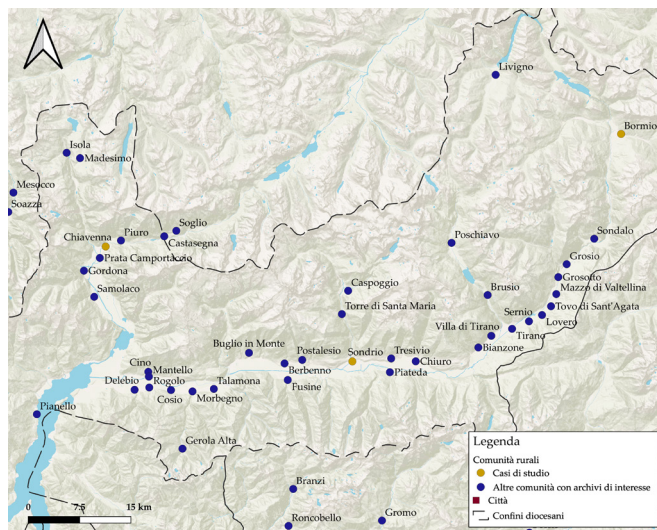 Livigno
Bormio
Isola
Madesimo
Mesocco
Soazza
Soglio
Piuro
Chiavenna
Castasegna
Prata Camportaccio
Gordona
Samolaco
Poschiavo
Sondalo
Grosio
Grosotto
Caspoggio
Brusio
Mazzo di Valtellina
Tovo di Sant'Agata
Torre di Santa Maria
Sernio
Lovero
Villa di Tirano
Tirano
Bianzone
Buglio in Monte
Postalesio
Sondrio
Tresivio
Chiuro
Cino
Mantello
Berbenno
Piateda
Delebio
Rogolo
Talamona
Fusine
Cosio
Morbegno
Pianello
Gerola Alta
Branzi
Gromo
Roncobello
0 7.5 15 km
Legenda
Comunità rurali
Casi di studio
Altre comunità con archivi di interesse
Città
Confini diocesani